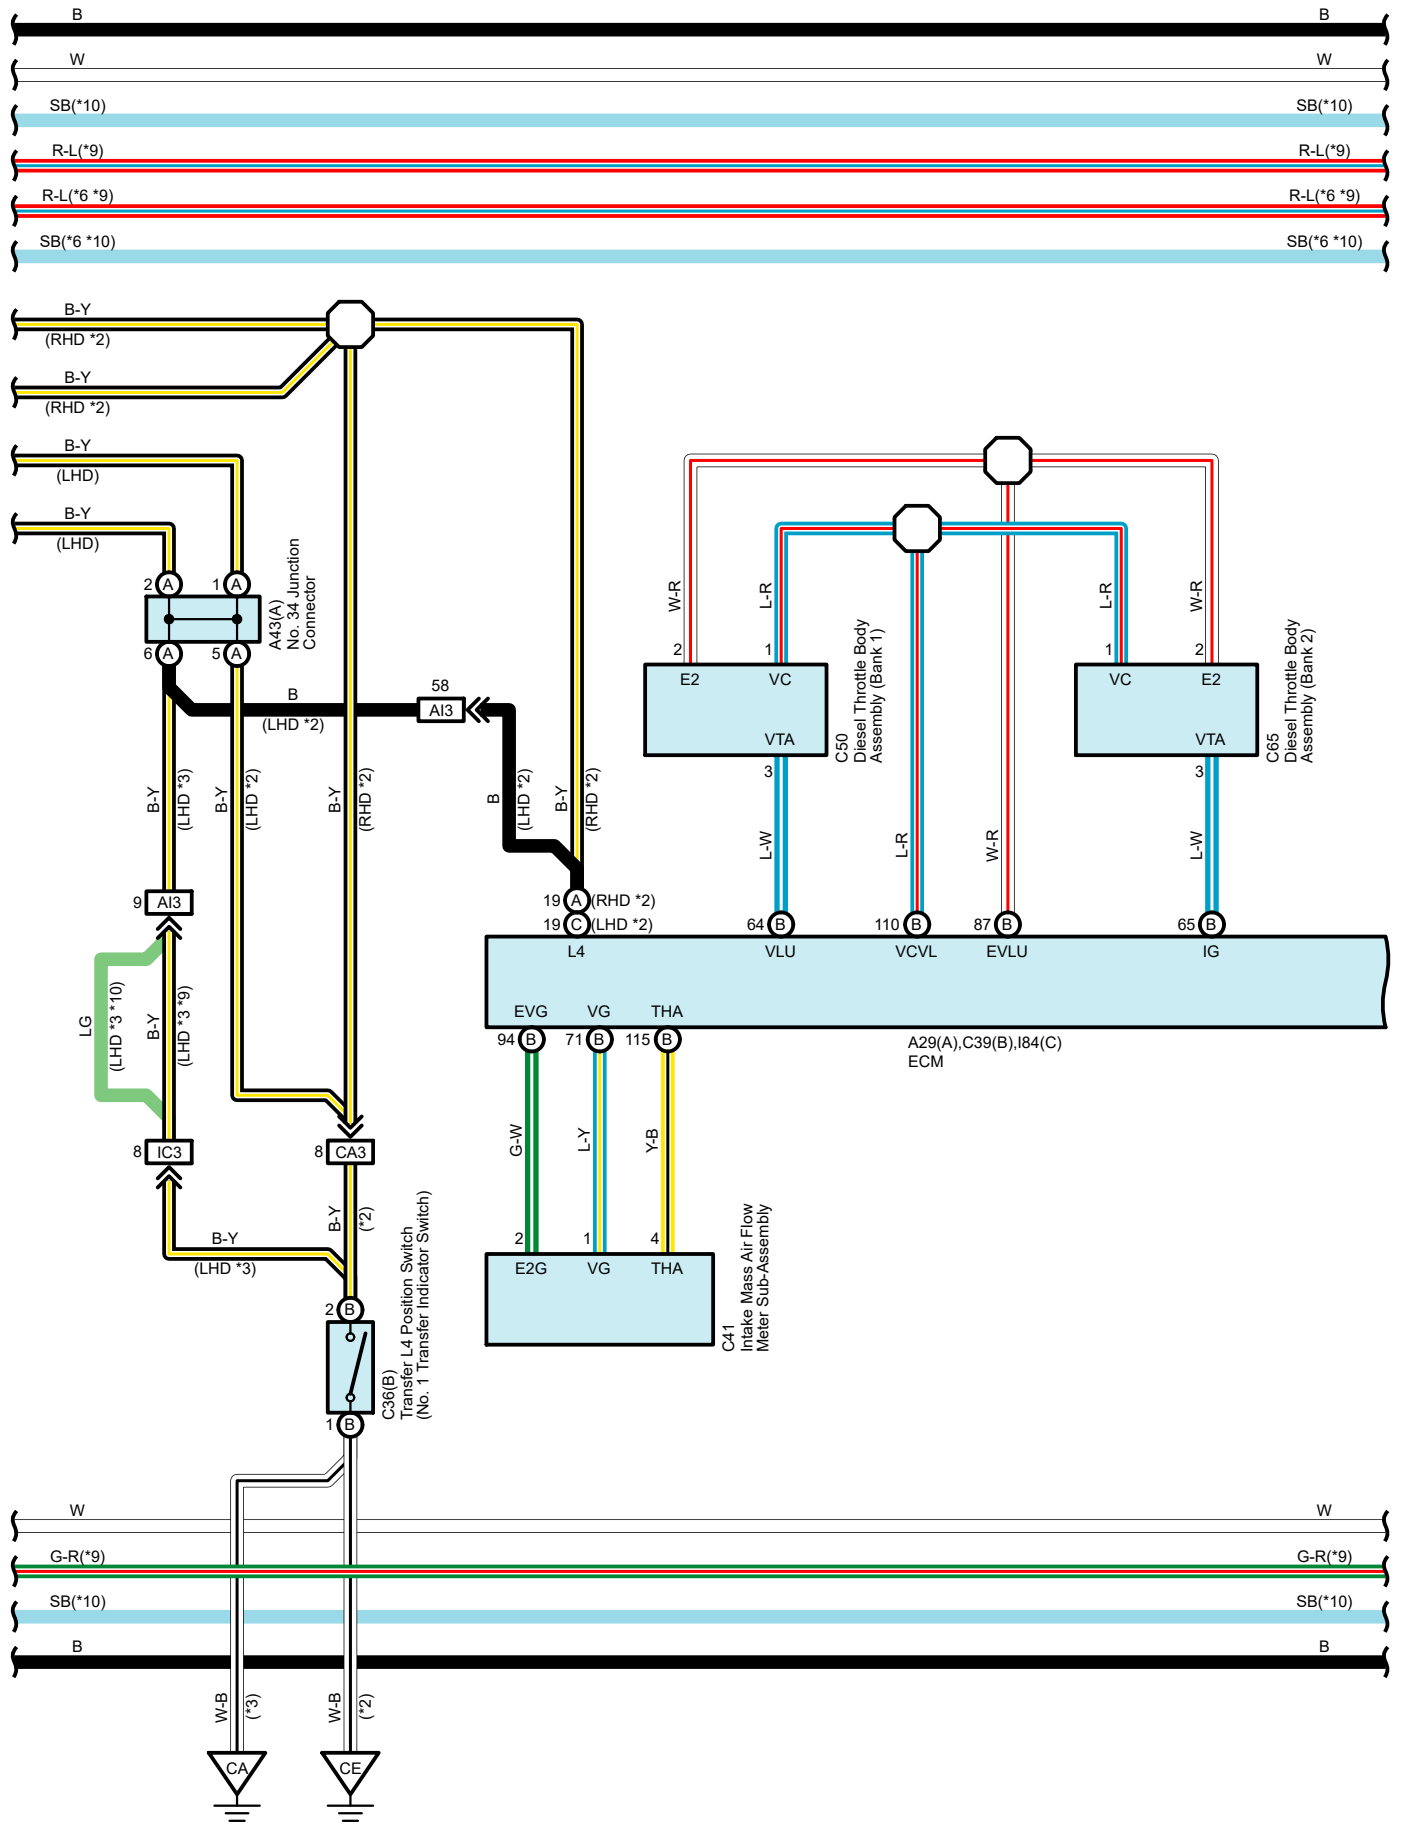 B B
W W
SB(*10) SB(*10)
R-L(*9) R-L(*9)
R-L(*6 *9) R-L(*6 *9)
SB(*6 *10) SB(*6 *10)
B-Y
(RHD *2)
B-Y
(RHD *2)
B-Y
(LHD)
B-Y
(LHD)
2 A 1 A
A43(A)
No. 34 Junction
Connector
6 A 5 A
B
(LHD *2)
58
AI3
B-Y
(LHD *3)
B-Y
(LHD *2)
B-Y
(RHD *2)
B
(LHD *2)
B-Y
(RHD *2)
W-R
L-R
L-R
W-R
2 1
E2 VC
VTA
3
C50
Diesel Throttle Body
Assembly (Bank 1)
1 2
VC E2
VTA
3
C65
Diesel Throttle Body
Assembly (Bank 2)
L-W
L-R
W-R
L-W
9 AI3
19 A (RHD *2)
19 C (LHD *2)
64 B 110 B 87 B 65 B
L4 VLU VCVL EVLU IG
EVG VG THA
94 B 71 B 115 B
A29(A),C39(B),I84(C)
ECM
LG
(LHD *3 *10)
B-Y
(LHD *3 *9)
8 IC3
8 CA3
G-W
L-Y
Y-B
B-Y
(*2)
B-Y
(LHD *3)
2 1 4
E2G VG THA
C41
Intake Mass Air Flow
Meter Sub-Assembly
2 B
C36(B)
Transfer L4 Position Switch
(No. 1 Transfer Indicator Switch)
1 B
W W
G-R(*9) G-R(*9)
SB(*10) SB(*10)
B B
W-B
(*3)
W-B
(*2)
CA CE